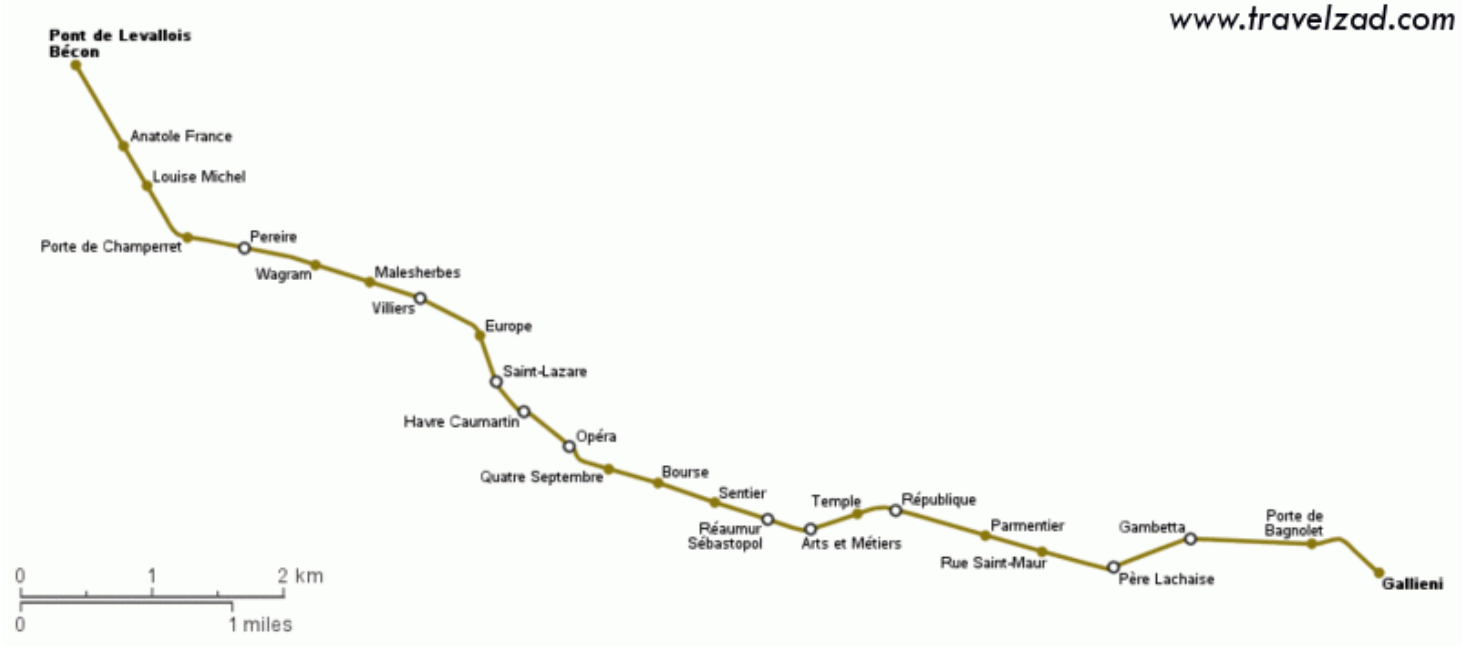 www.travelzad.com
Pont de Levallois
Bécon
Anatole France
Louise Michel
Porte de Champerret
Pereire
Wagram
Malesherbes
Villiers
Europe
Saint-Lazare
Havre Caumartin
Opéra
Quatre Septembre
Bourse
Sentier
Réaumur
Sébastopol
Arts et Métiers
Temple
République
Parmentier
Rue Saint-Maur
Père Lachaise
Gambetta
Porte de
Bagnolet
Gallieni
0 1 2 km
0 1 miles